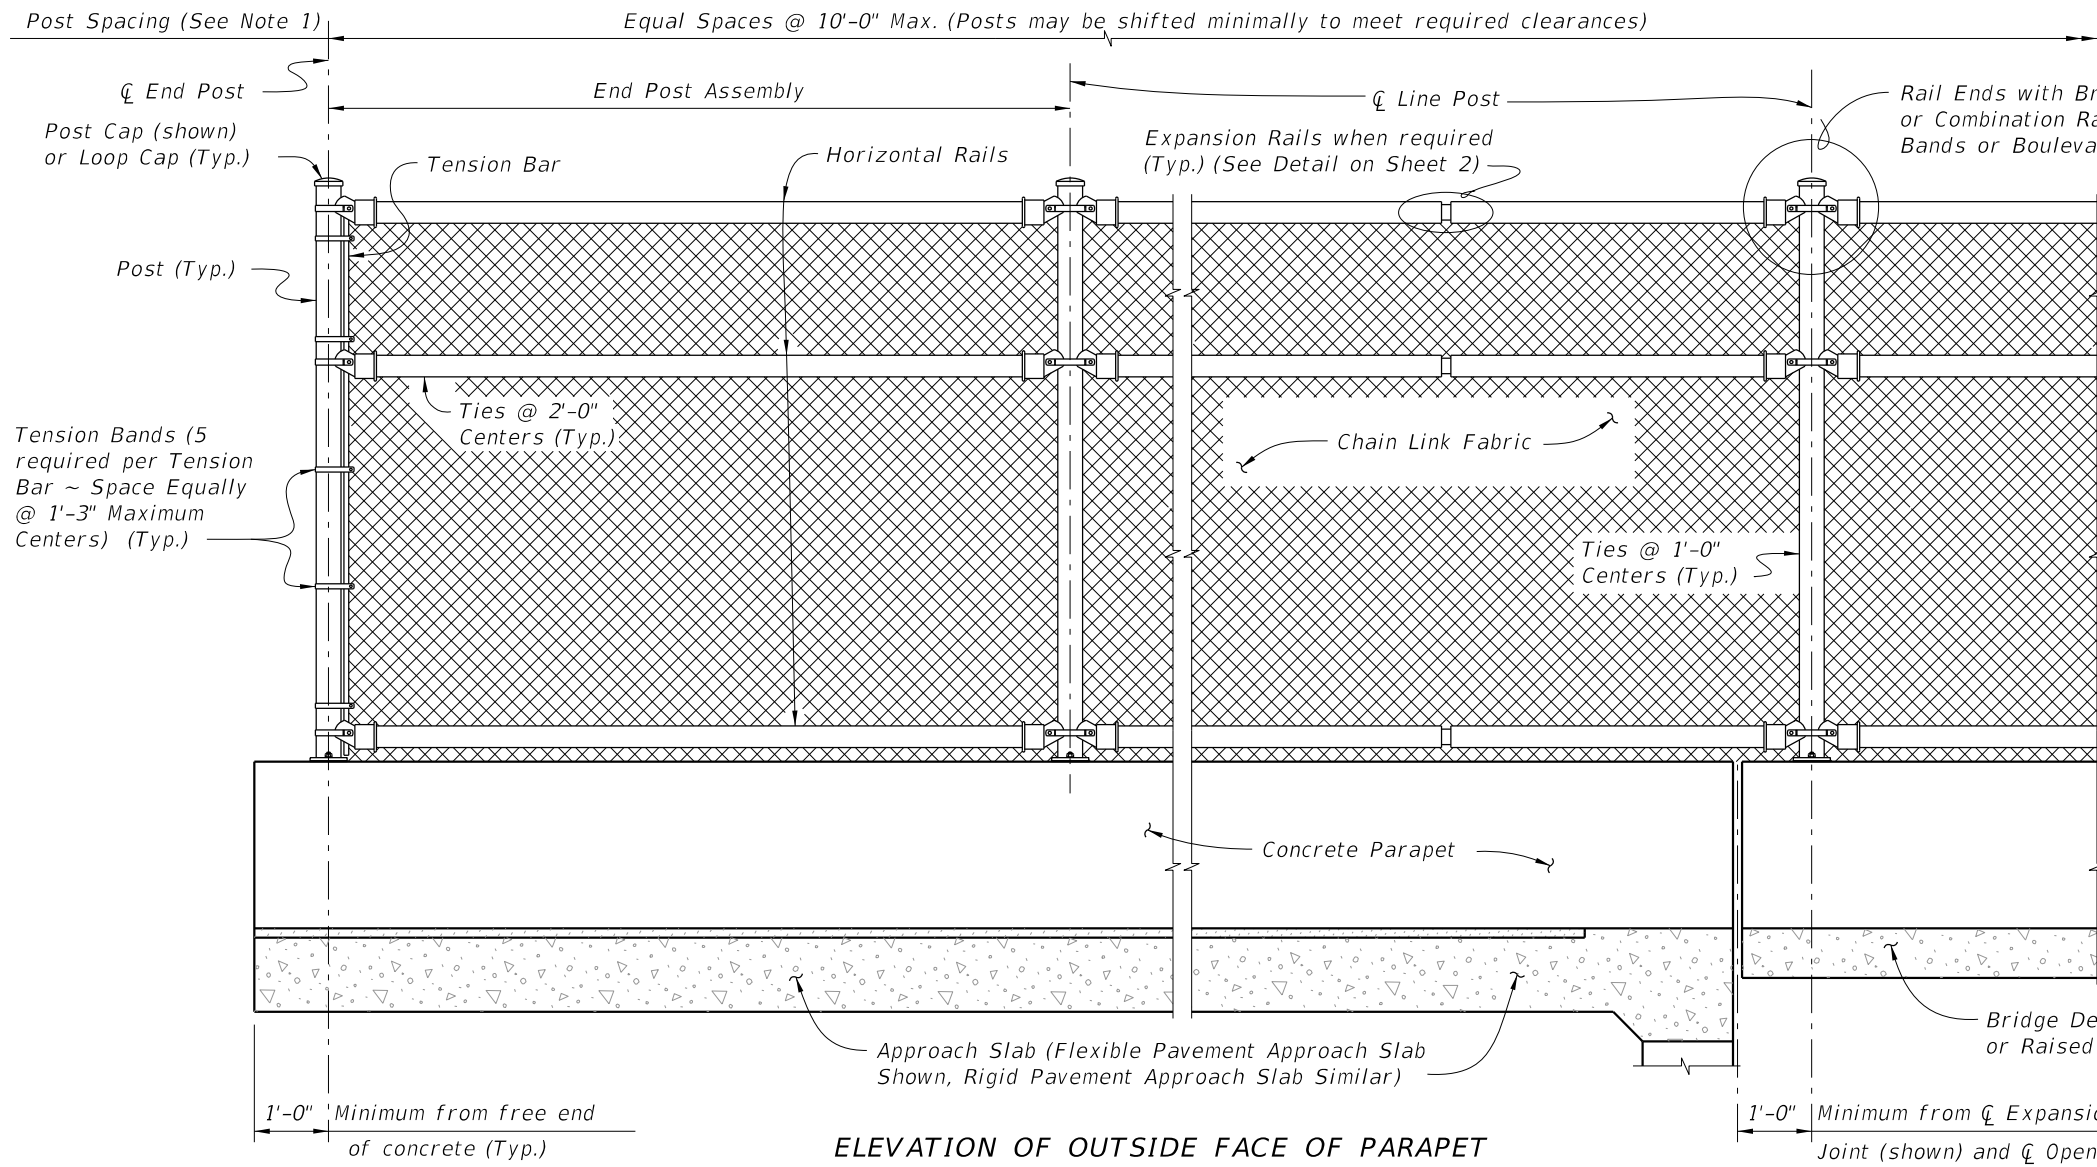 Post Spacing (See Note 1)
Equal Spaces @ 10'-0" Max. (Posts may be shifted minimally to meet required clearances)
℄ End Post
End Post Assembly
℄ Line Post
Rail Ends with
or Combination
Bands or
Post Cap (shown)
or Loop Cap (Typ.)
Tension Bar
Horizontal Rails
Expansion Rails when required
(Typ.) (See Detail on Sheet 2)
Post (Typ.)
Ties @ 2'-0"
Centers (Typ.)
Tension Bands (5
required per Tension
Bar ~ Space Equally
@ 1'-3" Maximum
Centers) (Typ.)
Chain Link Fabric
Ties @ 1'-0"
Centers (Typ.)
Concrete Parapet
Approach Slab (Flexible Pavement Approach Slab
Shown, Rigid Pavement Approach Slab Similar)
Bridge
or Raised
1'-0" Minimum from free end
of concrete (Typ.)
1'-0" Minimum from ℄
Joint (shown) and ℄ Open
ELEVATION OF OUTSIDE FACE OF PARAPET